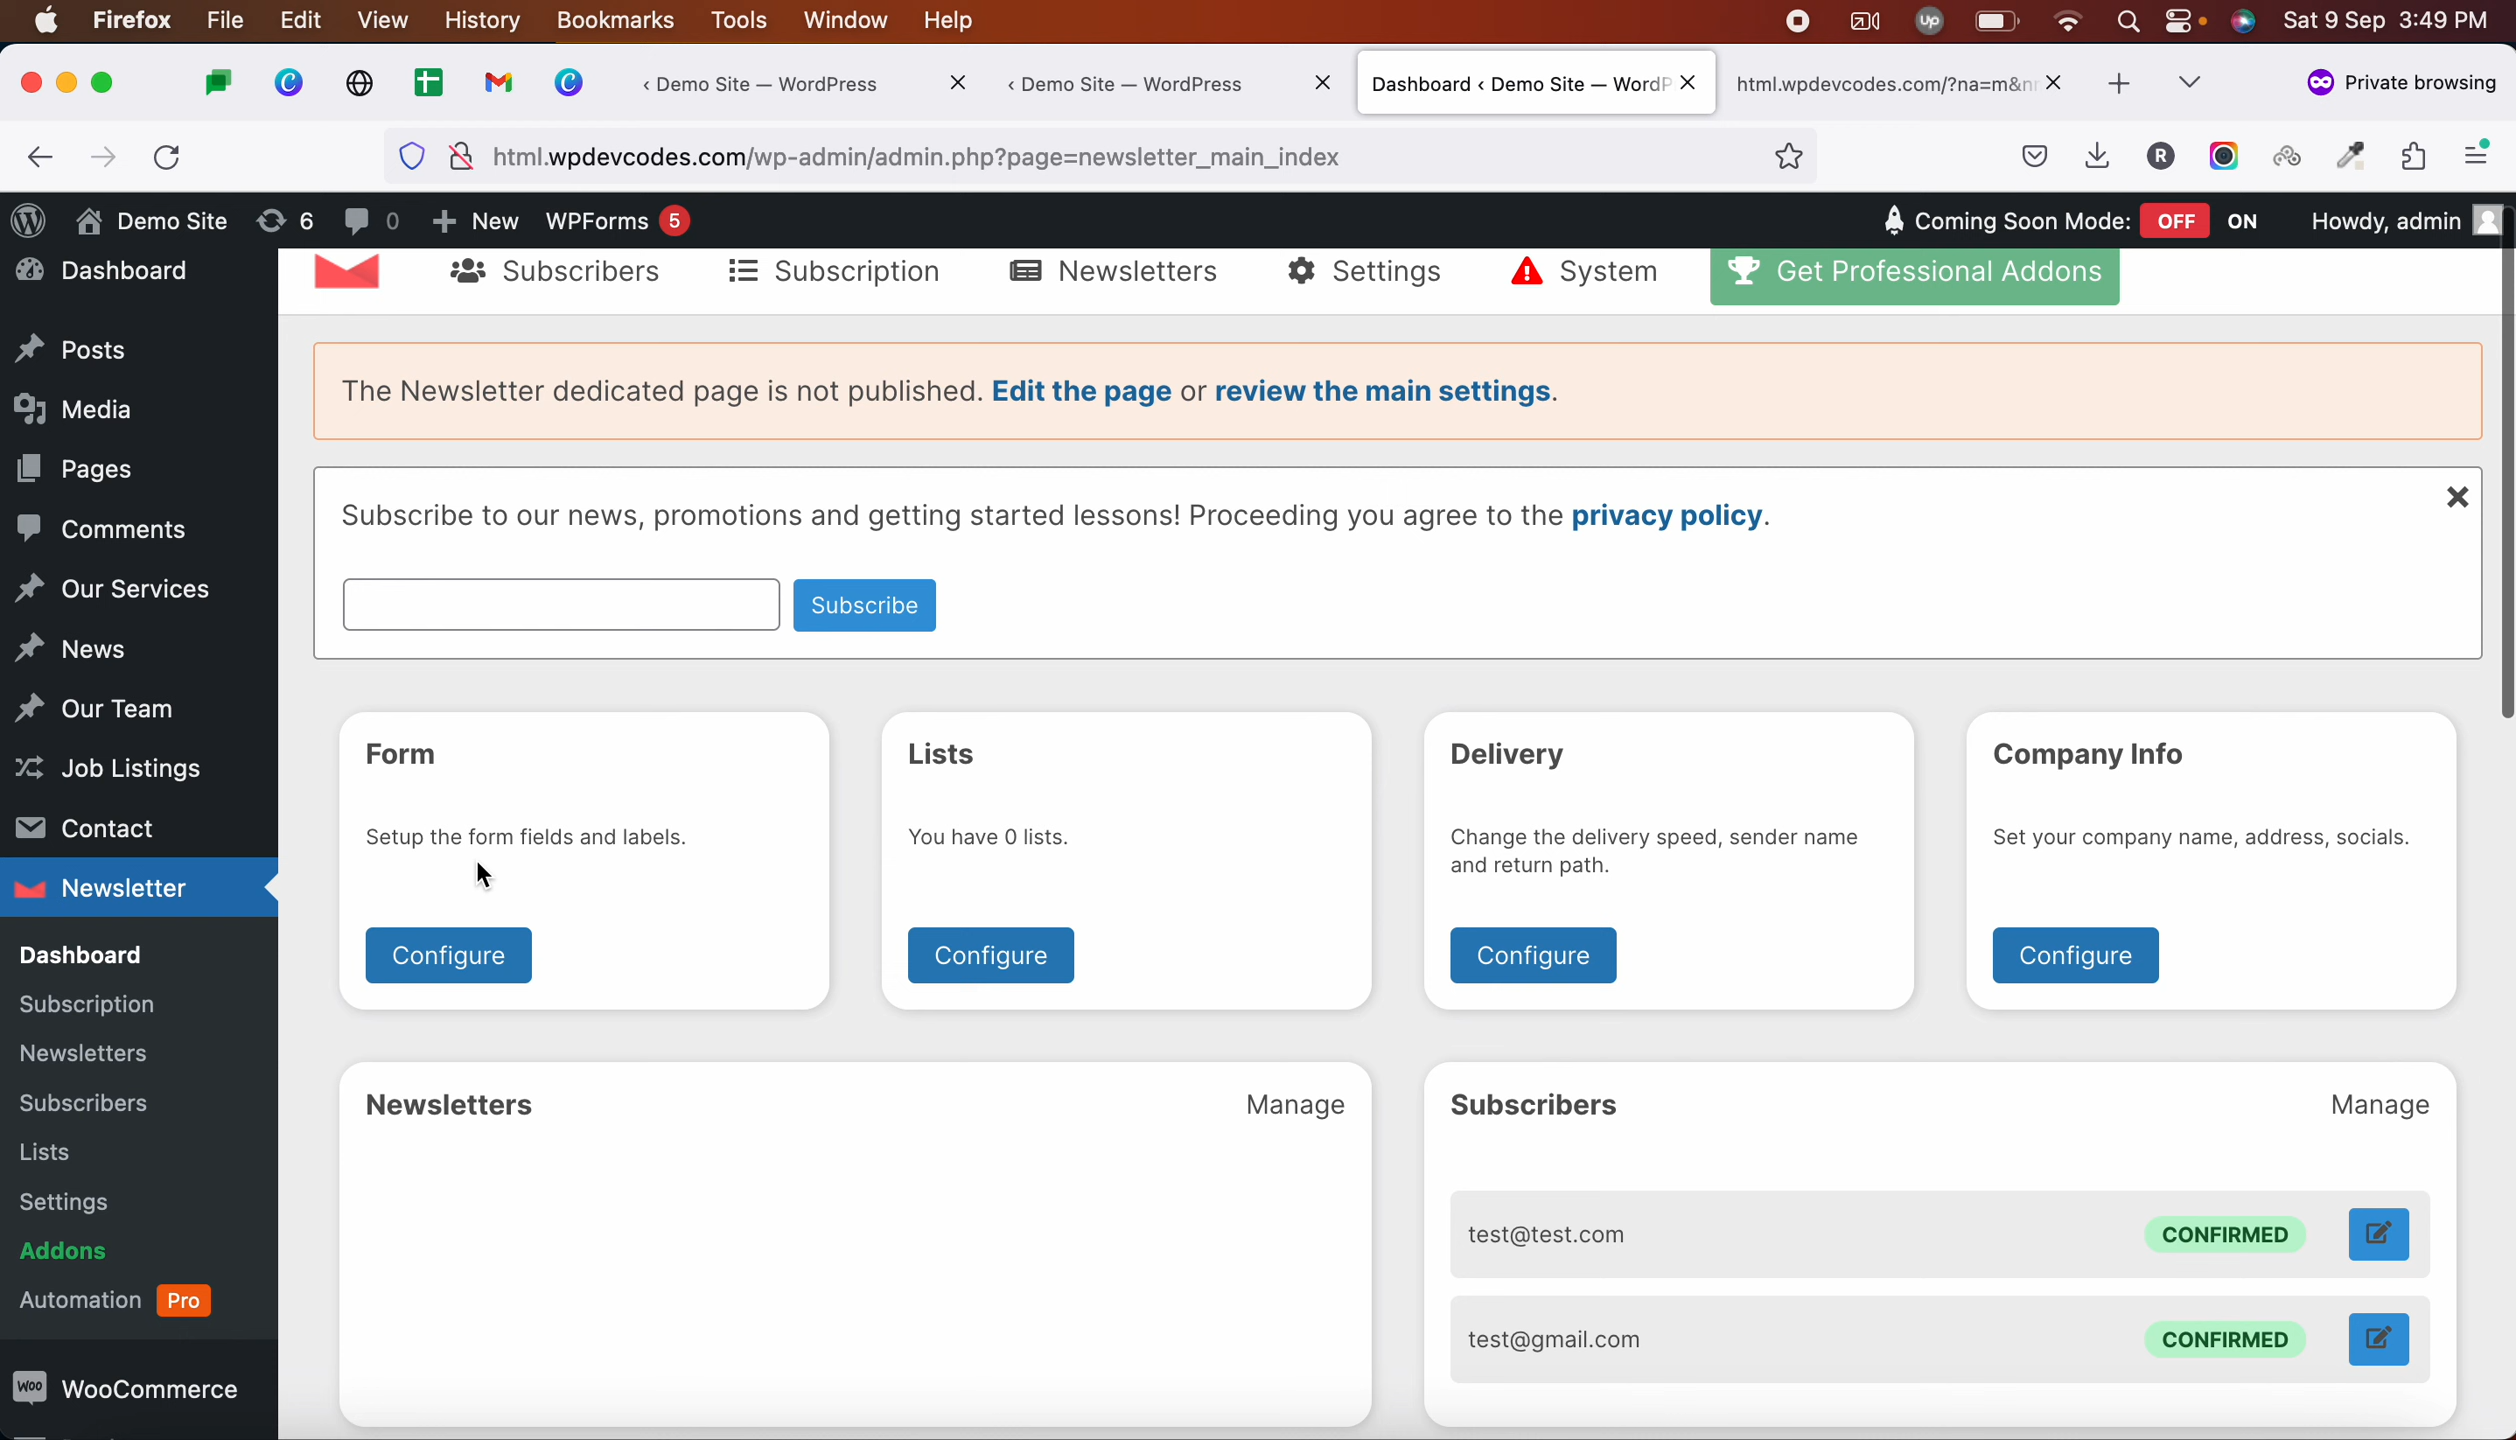 Firefox File Edit View History Bookmarks Tools Window Help
up
Sat 9 Sep 3:49 PM
‹ Demo Site — WordPress
‹ Demo Site — WordPress
Dashboard ‹ Demo Site — WordP
html.wpdevcodes.com/?na=m&nr
Private browsing
html.wpdevcodes.com/wp-admin/admin.php?page=newsletter_main_index
R
Demo Site 6 0 New WPForms 5
Coming Soon Mode: OFF ON Howdy, admin
Dashboard
Posts
Media
Pages
Comments
Our Services
News
Our Team
Job Listings
Contact
Newsletter
Dashboard
Subscription
Newsletters
Subscribers
Lists
Settings
Addons
Automation Pro
Woo WooCommerce
Subscribers Subscription Newsletters Settings System Get Professional Addons
The Newsletter dedicated page is not published. Edit the page or review the main settings.
Subscribe to our news, promotions and getting started lessons! Proceeding you agree to the privacy policy.
Subscribe
Form
Setup the form fields and labels.
Configure
Lists
You have 0 lists.
Configure
Delivery
Change the delivery speed, sender name
and return path.
Configure
Company Info
Set your company name, address, socials.
Configure
Newsletters Manage
Subscribers Manage
test@test.com CONFIRMED
test@gmail.com CONFIRMED